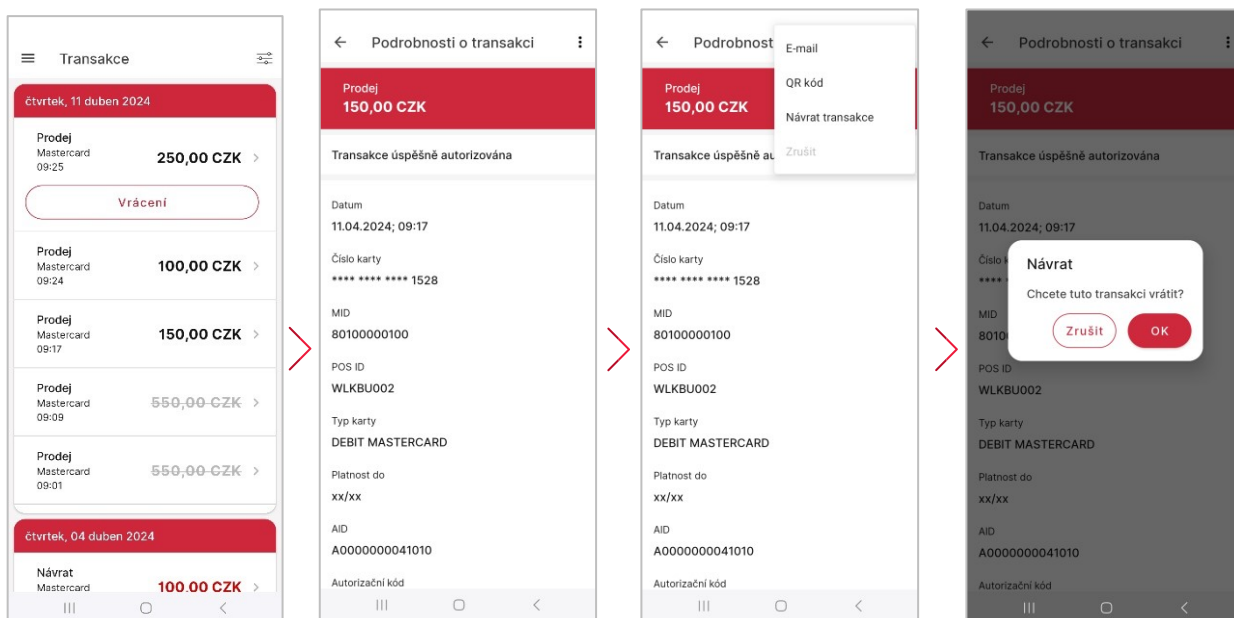 Transakce
čtvrtek, 11 duben 2024
Prodej
Mastercard
09:25
250,00 CZK
Vrácení
Prodej
Mastercard
09:24
100,00 CZK
Prodej
Mastercard
09:17
150,00 CZK
Prodej
Mastercard
09:09
550,00 CZK
Prodej
Mastercard
09:01
550,00 CZK
čtvrtek, 04 duben 2024
Návrat
Mastercard
100,00 CZK
Podrobnosti o transakci
Prodej
150,00 CZK
Transakce úspěšně autorizována
Datum
11.04.2024; 09:17
Číslo karty
**** **** **** 1528
MID
80100000100
POS ID
WLKBU002
Typ karty
DEBIT MASTERCARD
Platnost do
xx/xx
AID
A0000000041010
Autorizační kód
Podrobnost
E-mail
QR kód
Návrat transakce
Zrušit
Prodej
150,00 CZK
Transakce úspěšně au
Datum
11.04.2024; 09:17
Číslo karty
**** **** **** 1528
MID
80100000100
POS ID
WLKBU002
Typ karty
DEBIT MASTERCARD
Platnost do
xx/xx
AID
A0000000041010
Autorizační kód
Podrobnosti o transakci
Prodej
150,00 CZK
Transakce úspěšně autorizována
Datum
11.04.2024; 09:17
Číslo k
****
MID
8010
Návrat
Chcete tuto transakci vrátit?
Zrušit
OK
POS ID
WLKBU002
Typ karty
DEBIT MASTERCARD
Platnost do
xx/xx
AID
A0000000041010
Autorizační kód